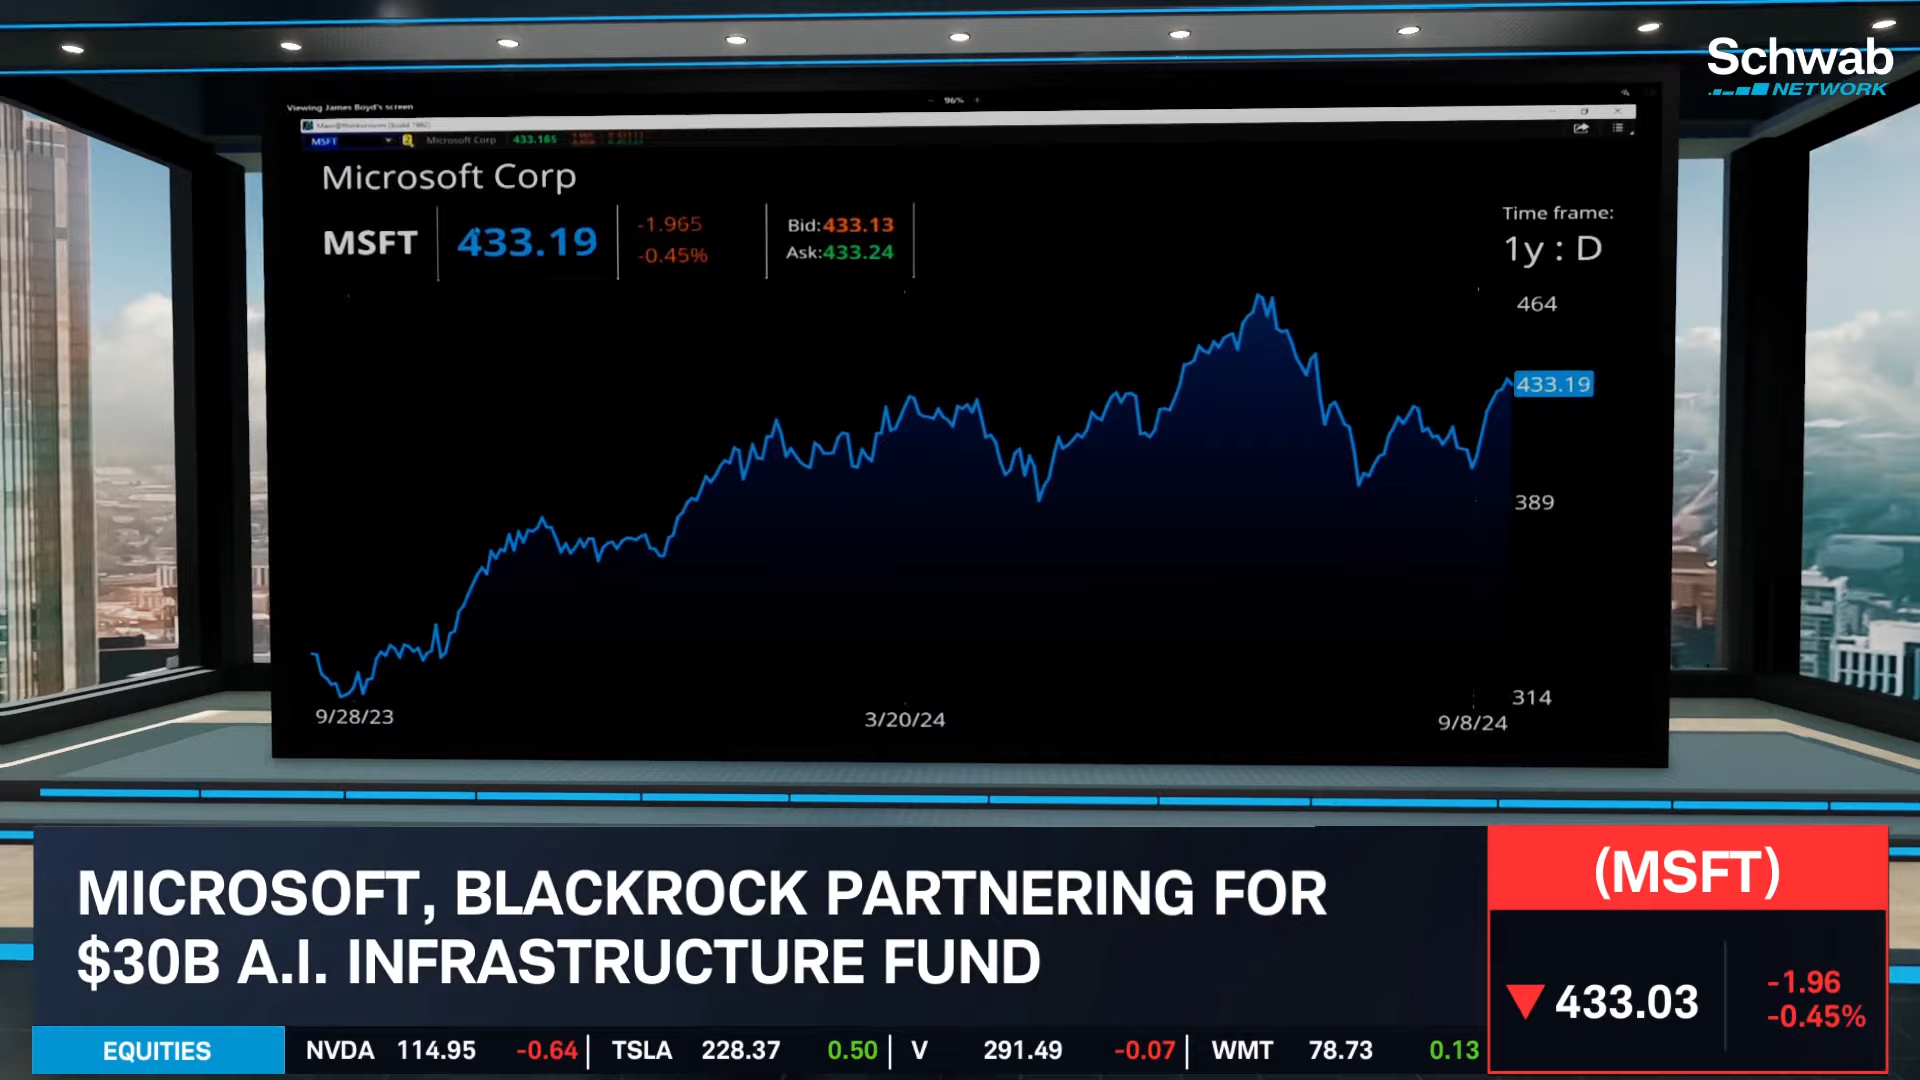 Schwab
NETWORK
Viewing James Boyd's screen
96%
MSFT
Microsoft Corp
433.165
Microsoft Corp
MSFT
433.19
-1.965
-0.45%
Bid:433.13
Ask:433.24
Time frame:
1y : D
464
433.19
389
314
9/28/23
3/20/24
9/8/24
MICROSOFT, BLACKROCK PARTNERING FOR
$30B A.I. INFRASTRUCTURE FUND
(MSFT)
433.03
-1.96
-0.45%
EQUITIES
NVDA 114.95 -0.64 TSLA 228.37 0.50 V 291.49 -0.07 WMT 78.73 0.13